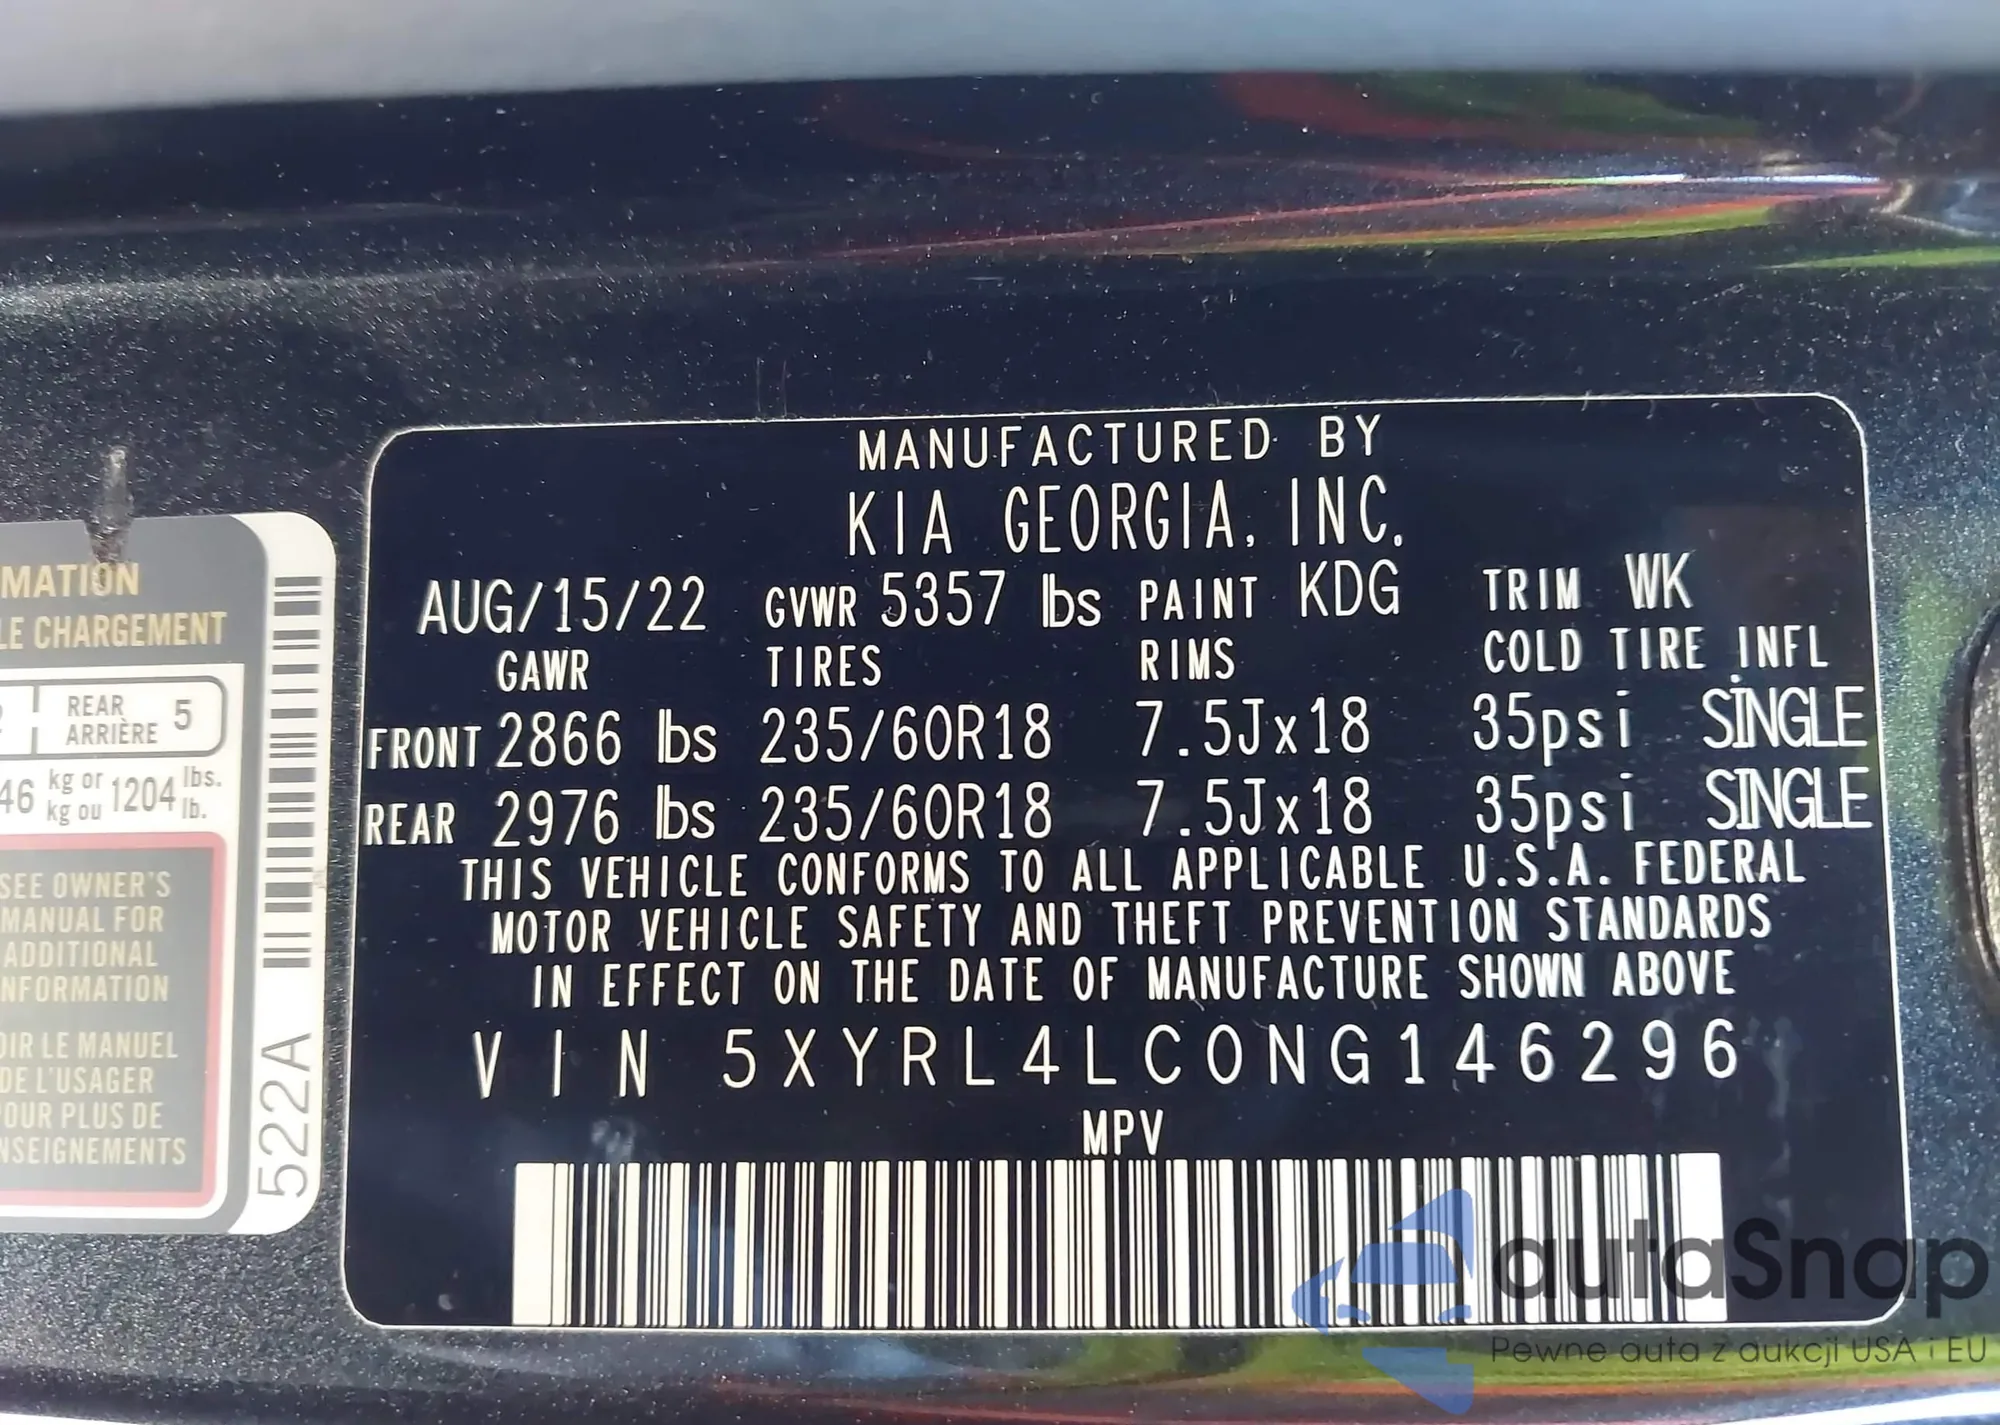 MANUFACTURED BY
KIA GEORGIA, INC.
AUG/15/22 GVWR 5357 lbs PAINT KDG TRIM WK
GAWR TIRES RIMS COLD TIRE INFL
FRONT 2866 lbs 235/60R18 7.5Jx18 35psi SINGLE
REAR 2976 lbs 235/60R18 7.5Jx18 35psi SINGLE
THIS VEHICLE CONFORMS TO ALL APPLICABLE U.S.A. FEDERAL
MOTOR VEHICLE SAFETY AND THEFT PREVENTION STANDARDS
IN EFFECT ON THE DATE OF MANUFACTURE SHOWN ABOVE
VIN 5XYRL4LC0NG146296
MPV
MATION
LE CHARGEMENT
REAR
ARRIÈRE 5
46 kg or 1204 lbs.
kg ou lb.
SEE OWNER'S
MANUAL FOR
ADDITIONAL
NFORMATION
OIR LE MANUEL
DE L'USAGER
POUR PLUS DE
NSEIGNEMENTS
522A
autaSnap
Pewne auta z aukcji USA i EU